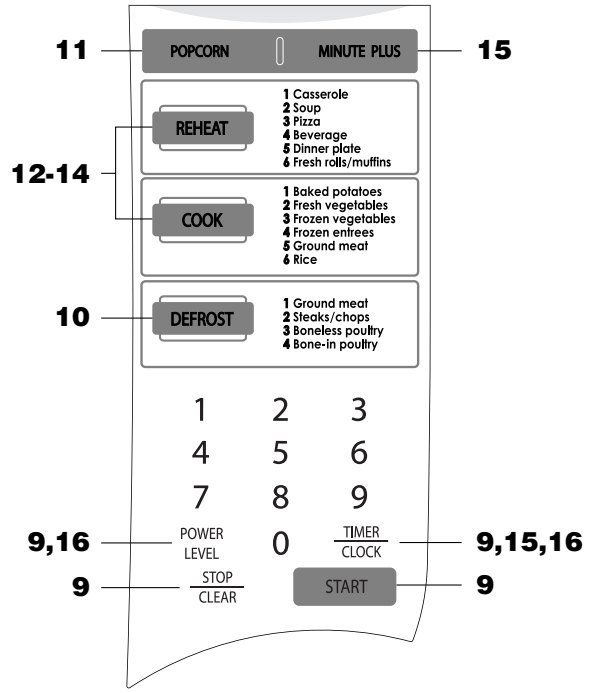 11 POPCORN MINUTE PLUS 15
12-14
REHEAT
1 Casserole
2 Soup
3 Pizza
4 Beverage
5 Dinner plate
6 Fresh rolls/muffins
COOK
1 Baked potatoes
2 Fresh vegetables
3 Frozen vegetables
4 Frozen entrees
5 Ground meat
6 Rice
10 DEFROST
1 Ground meat
2 Steaks/chops
3 Boneless poultry
4 Bone-in poultry
1 2 3
4 5 6
7 8 9
9,16 POWER LEVEL 0 TIMER CLOCK 9,15,16
9 STOP CLEAR START 9